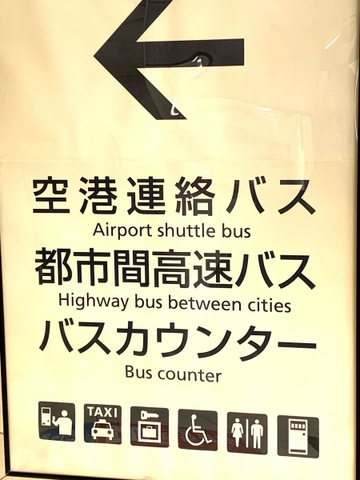 空港連絡バス
Airport shuttle bus
都市間高速バス
Highway bus between cities
バスカウンター
Bus counter
TAXI